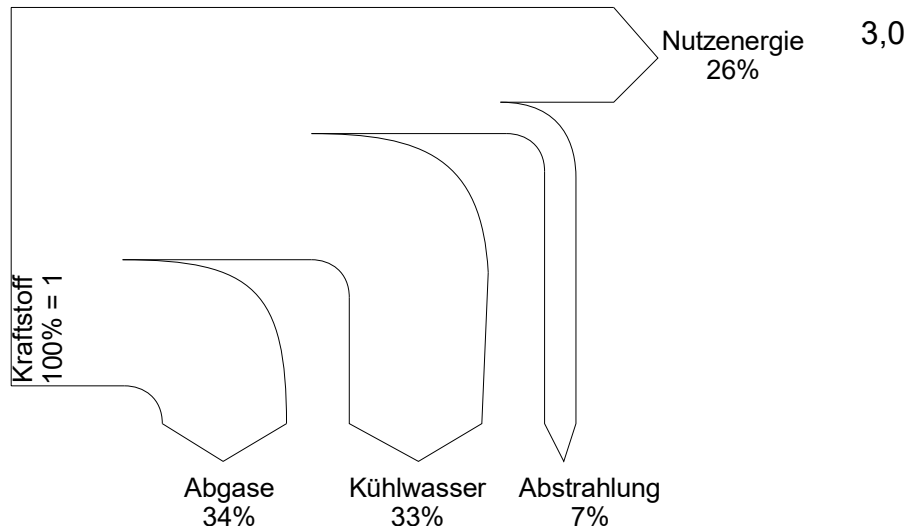 Nutzenergie
26%
3,0
Kraftstoff
100% = 1
Abgase
34%
Kühlwasser
33%
Abstrahlung
7%